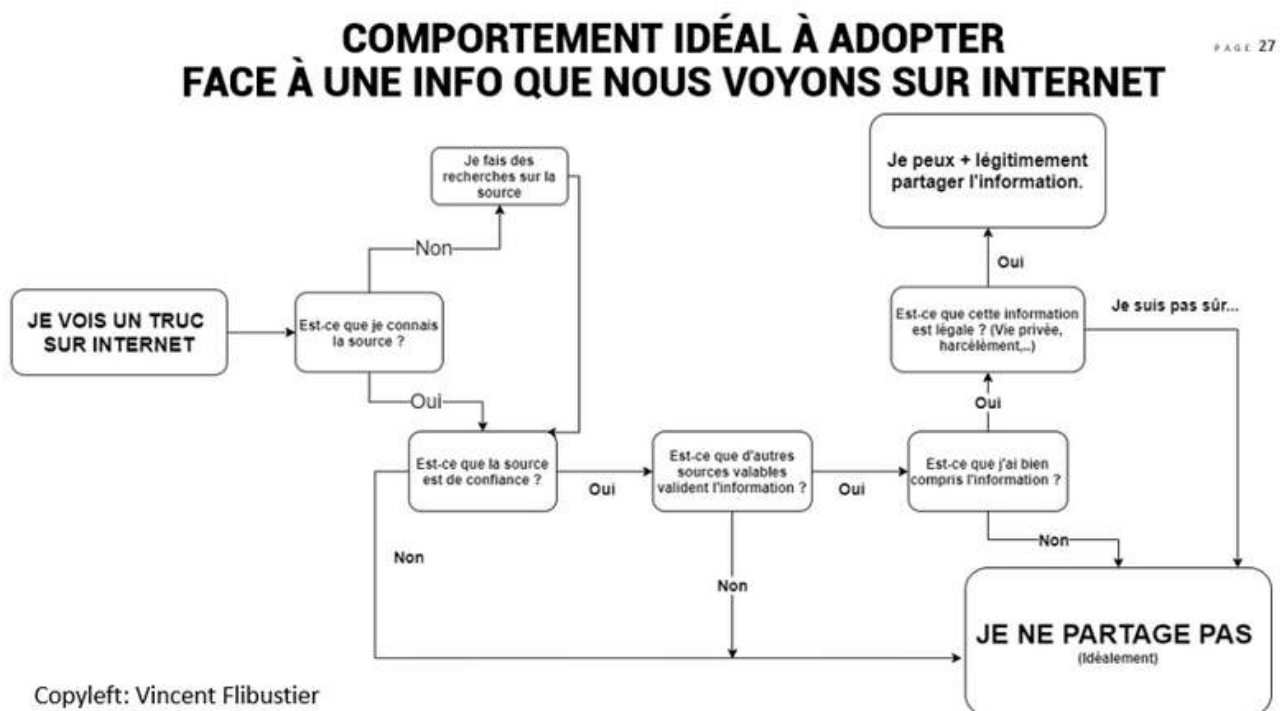 COMPORTEMENT IDÉAL À ADOPTER
FACE À UNE INFO QUE NOUS VOYONS SUR INTERNET
PAGE 27
Je fais des
recherches sur la
source
Non
JE VOIS UN TRUC
SUR INTERNET
Est-ce que je connais
la source ?
Oui
Est-ce que la source
est de confiance ?
Oui
Non
Est-ce que d'autres
sources valables
valident l'information ?
Oui
Non
Est-ce que j'ai bien
compris l'information ?
Oui
Non
Est-ce que cette information
est légale ? (Vie privée,
harcèlèment,..)
Oui
Je suis pas sûr...
Je peux + légitimement
partager l'information.
JE NE PARTAGE PAS
(Idéalement)
Copyleft: Vincent Flibustier